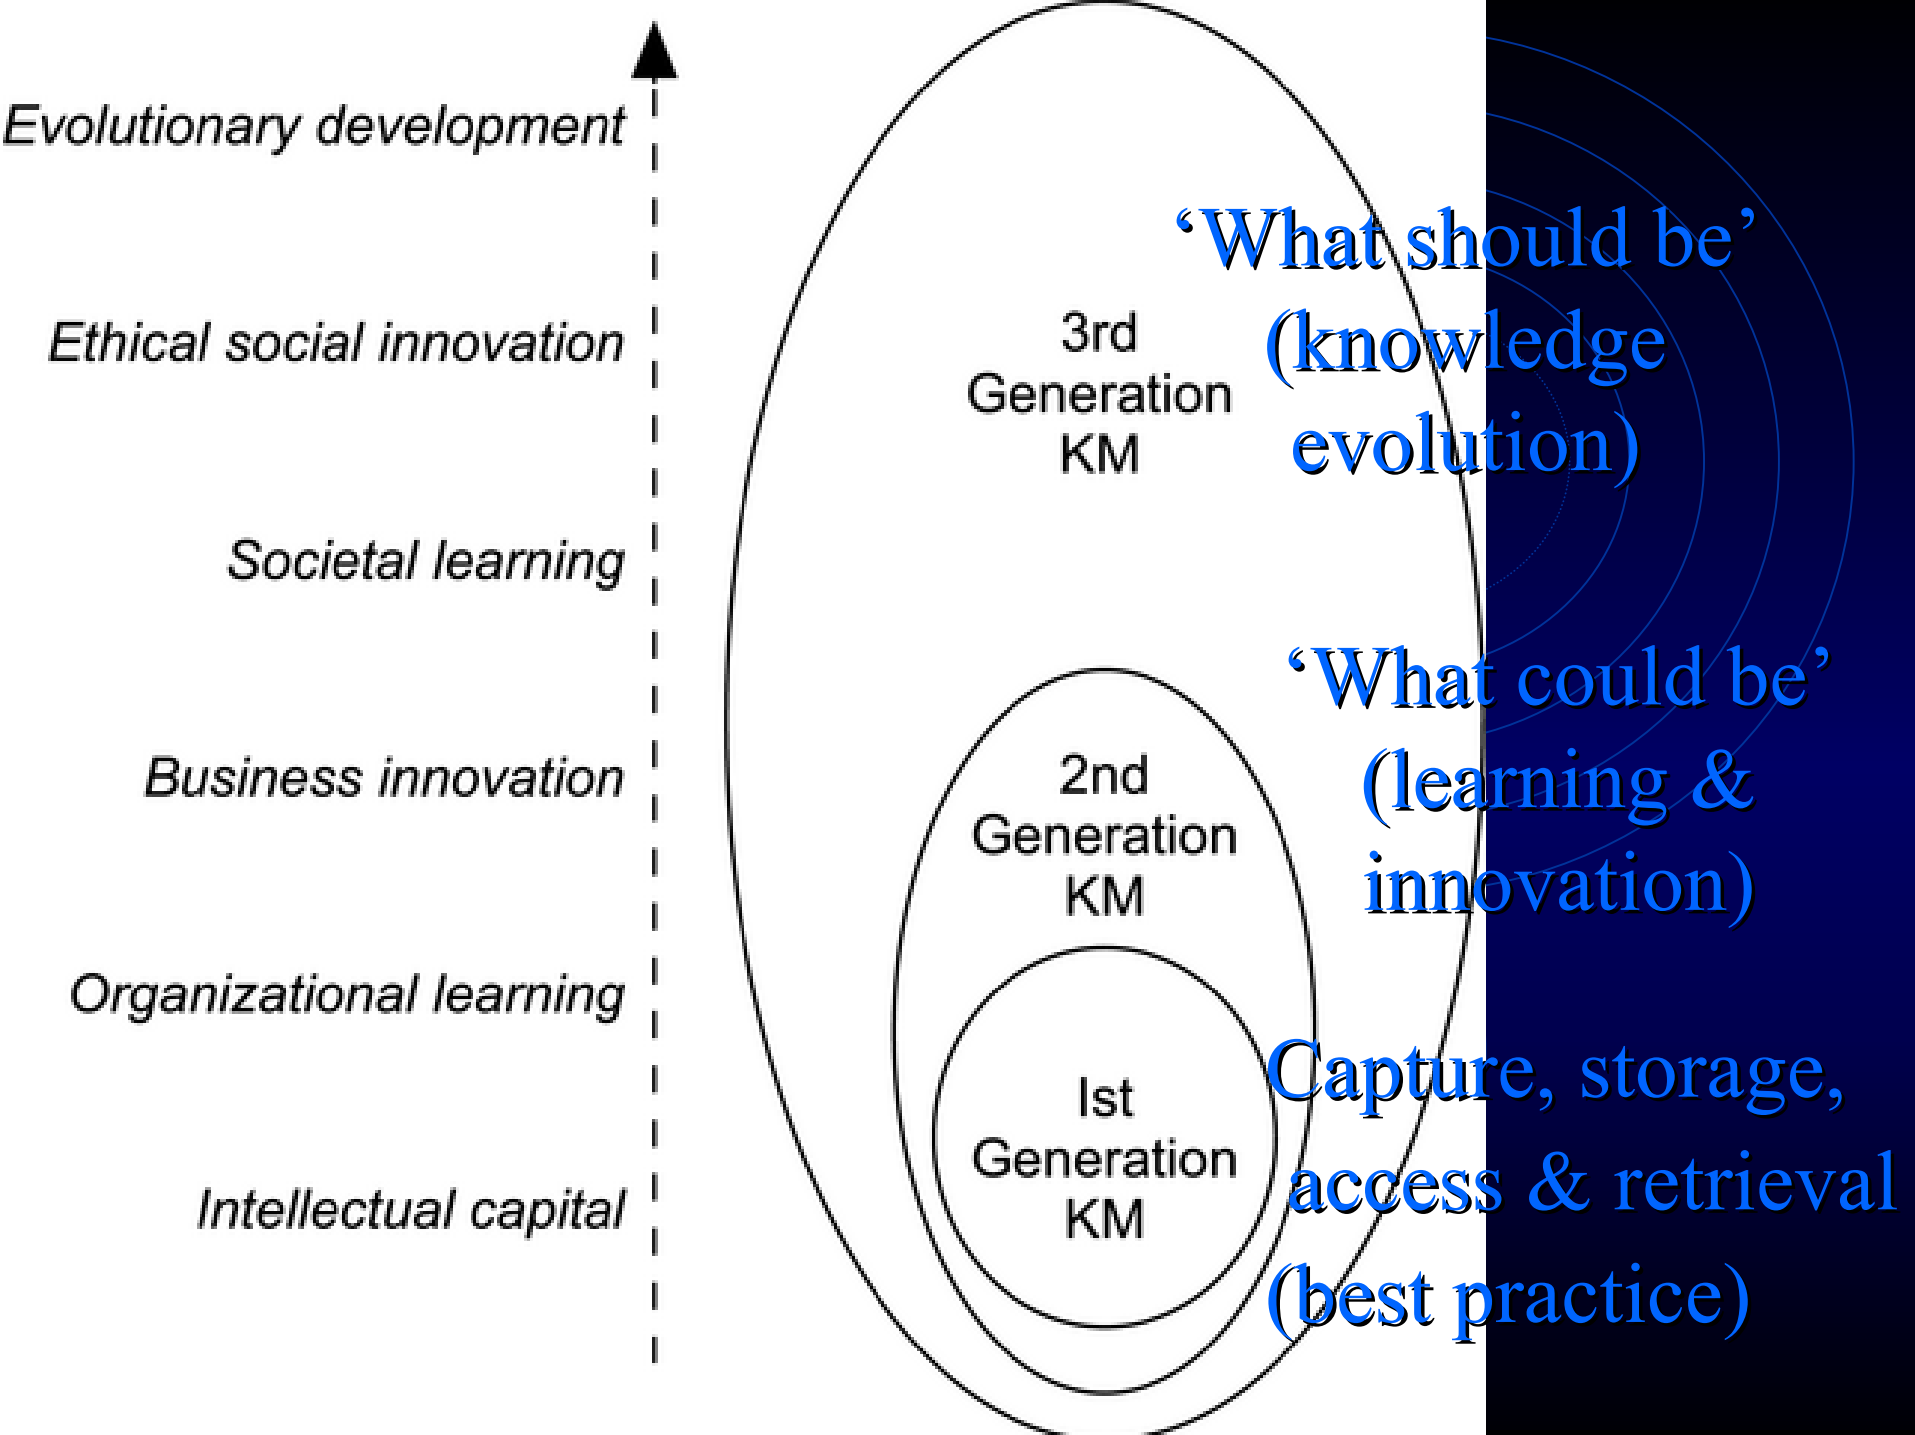 Evolutionary development
Ethical social innovation
Societal learning
Business innovation
Organizational learning
Intellectual capital
3rd
Generation
KM
2nd
Generation
KM
Ist
Generation
KM
‘What should be’
(knowledge
evolution)
‘What could be’
(learning &
innovation)
Capture, storage,
access & retrieval
(best practice)